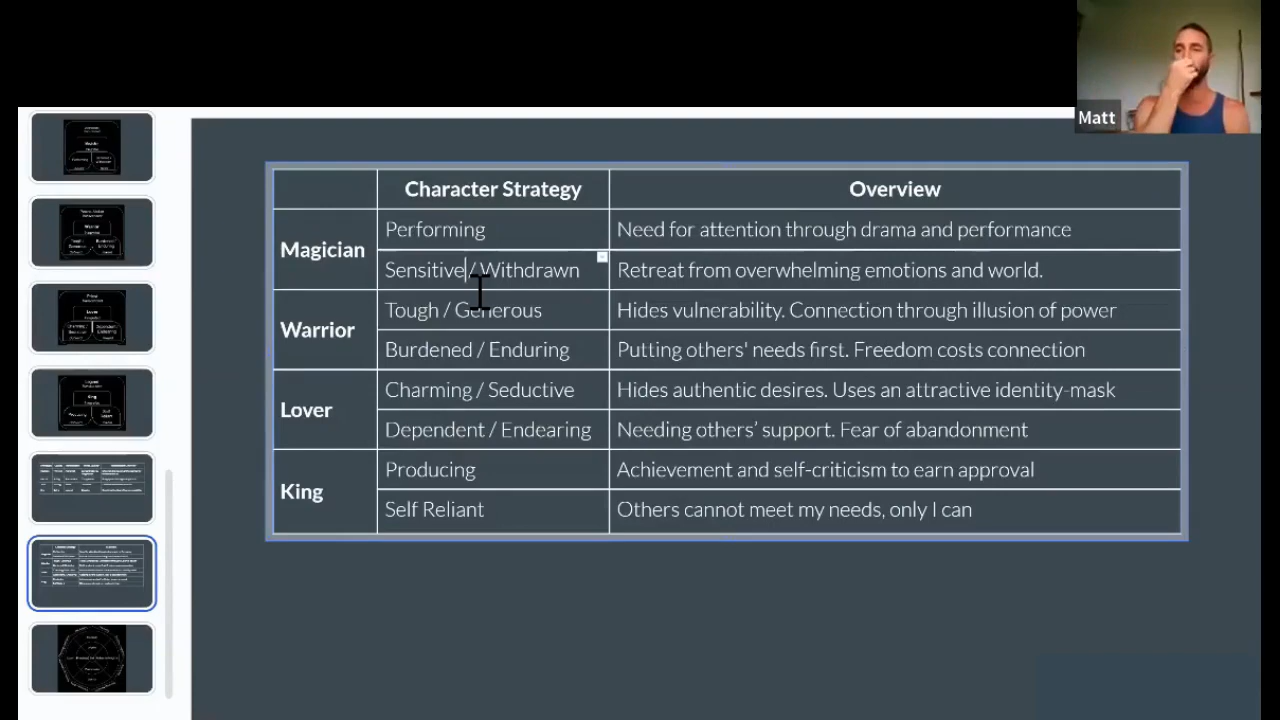 Matt
Character Strategy Overview
Magician
Performing Need for attention through drama and performance
Sensitive / Withdrawn Retreat from overwhelming emotions and world.
Warrior
Tough / Generous Hides vulnerability. Connection through illusion of power
Burdened / Enduring Putting others' needs first. Freedom costs connection
Lover
Charming / Seductive Hides authentic desires. Uses an attractive identity-mask
Dependent / Endearing Needing others’ support. Fear of abandonment
King
Producing Achievement and self-criticism to earn approval
Self Reliant Others cannot meet my needs, only I can
Warrior
Lover
King